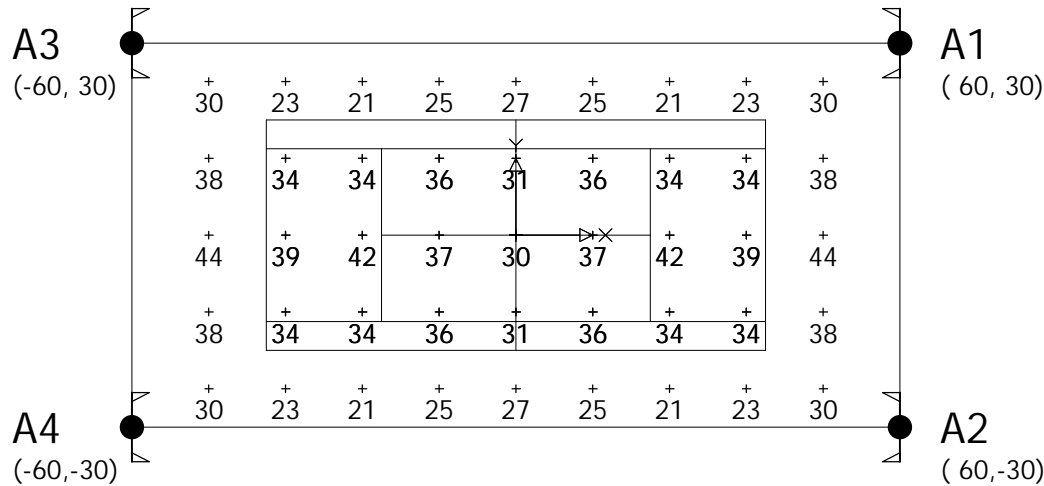 A3 A1
(-60, 30) ( 60, 30)
30 23 21 25 27 25 21 23 30
Y
38 34 34 36 31 36 34 34 38
X
44 39 42 37 30 37 42 39 44
38 34 34 36 31 36 34 34 38
30 23 21 25 27 25 21 23 30
A4 A2
(-60,-30) ( 60,-30)